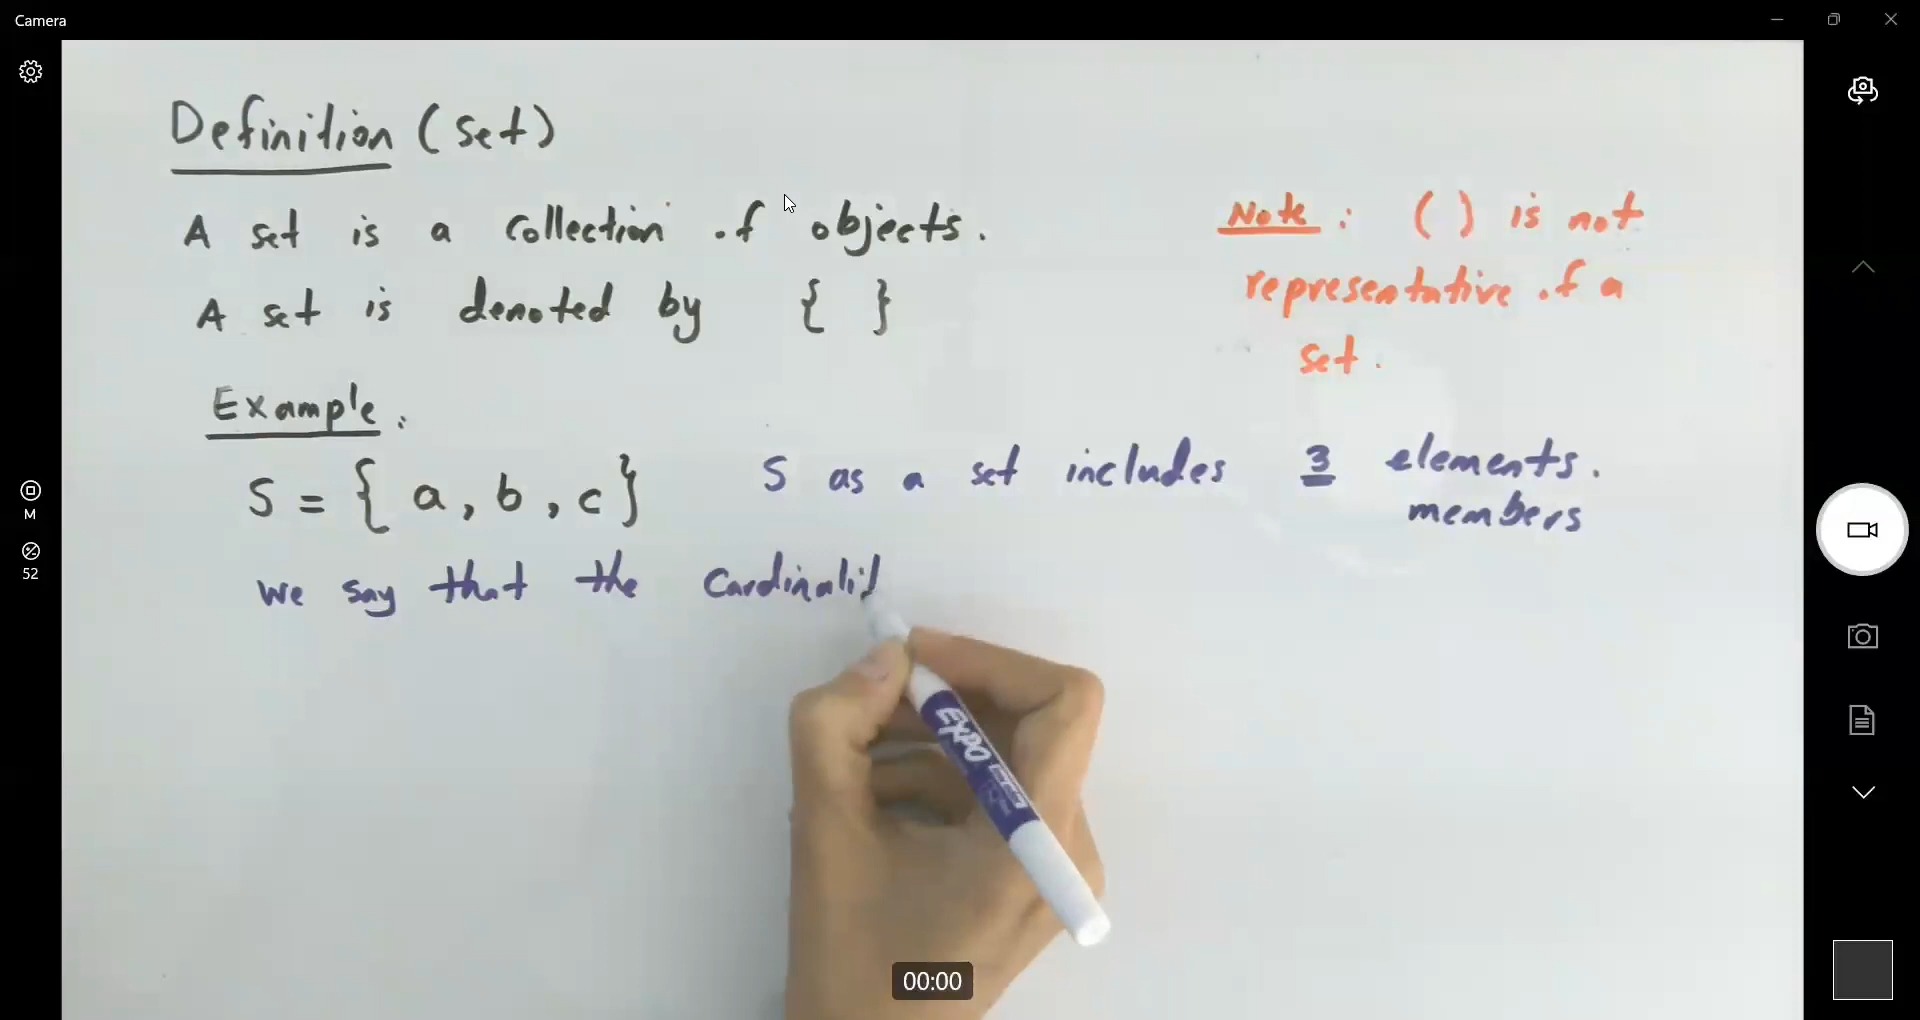 Camera
Definition (set)
A set is a collection of objects.
A set is denoted by { }
Note: ( ) is not
representative of a
set.
Example:
S = { a, b, c }
S as a set includes 3 elements.
members
we say that the Cardinalit
M
52
EXPO
00:00